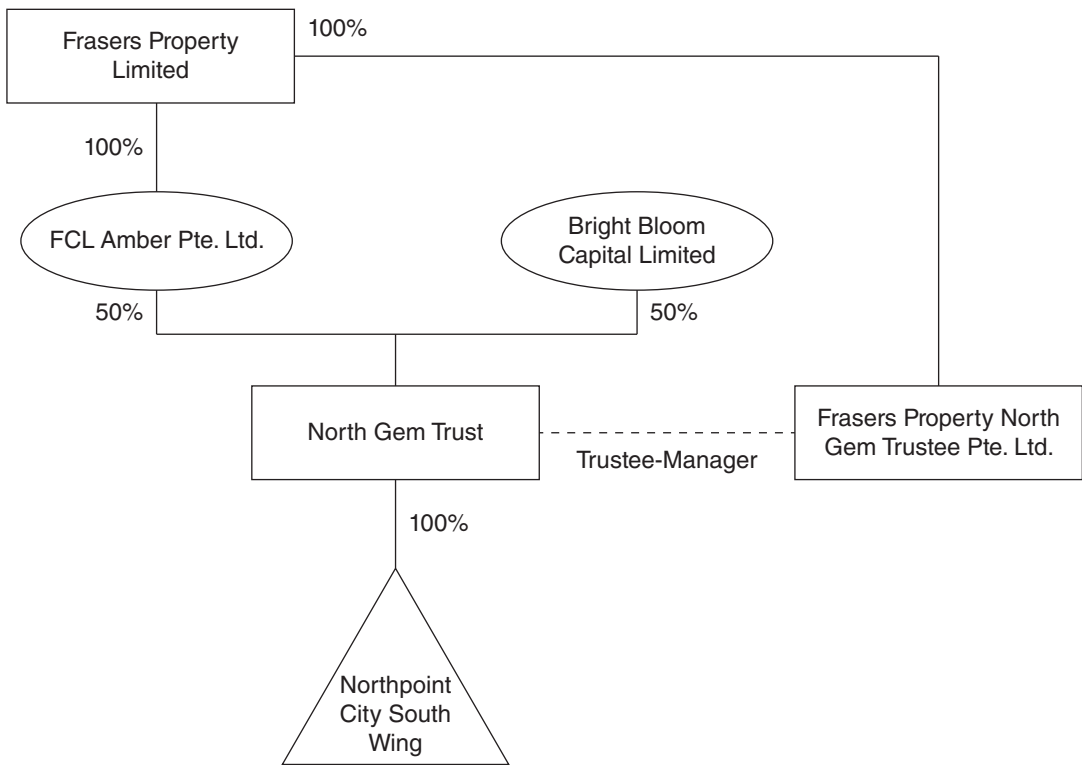 Frasers Property
Limited
100%
100%
FCL Amber Pte. Ltd.
Bright Bloom
Capital Limited
50%
50%
North Gem Trust
Trustee-Manager
Frasers Property North
Gem Trustee Pte. Ltd.
100%
Northpoint
City South
Wing